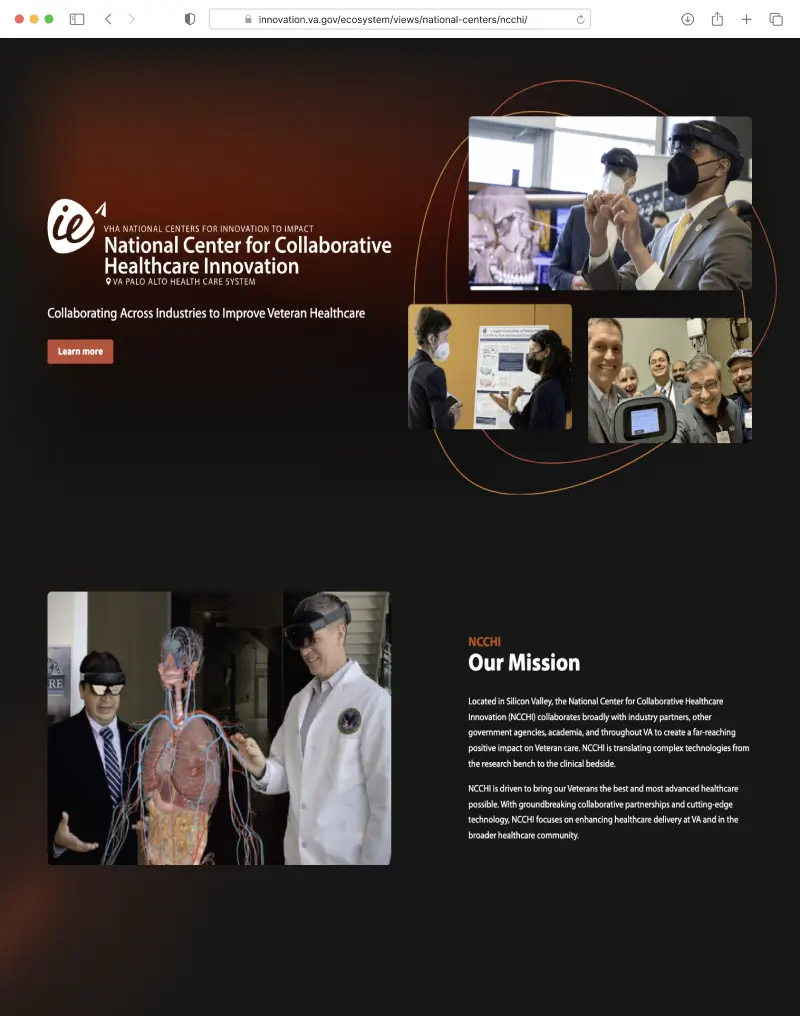 innovation.va.gov/ecosystem/views/national-centers/ncchi/
ie
VHA NATIONAL CENTERS FOR INNOVATION TO IMPACT
National Center for Collaborative
Healthcare Innovation
VA PALO ALTO HEALTH CARE SYSTEM
Collaborating Across Industries to Improve Veteran Healthcare
Learn more
NCCHI
Our Mission
Located in Silicon Valley, the National Center for Collaborative Healthcare
Innovation (NCCHI) collaborates broadly with industry partners, other
government agencies, academia, and throughout VA to create a far-reaching
positive impact on Veteran care. NCCHI is translating complex technologies from
the research bench to the clinical bedside.
NCCHI is driven to bring our Veterans the best and most advanced healthcare
possible. With groundbreaking collaborative partnerships and cutting-edge
technology, NCCHI focuses on enhancing healthcare delivery at VA and in the
broader healthcare community.